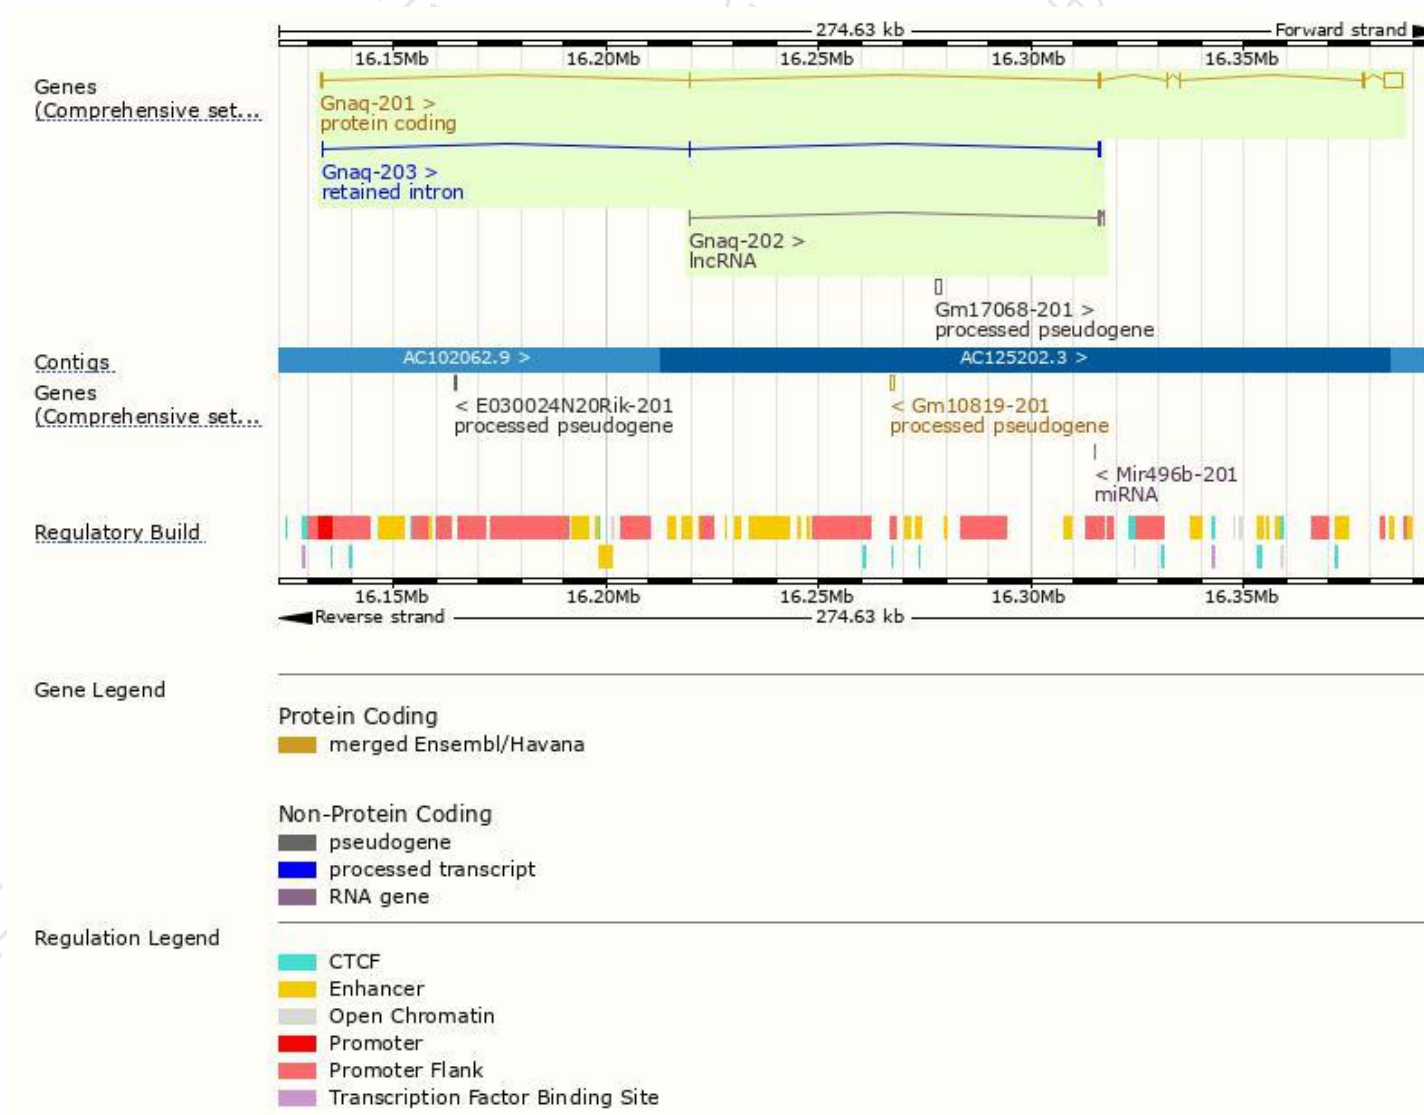 274.63 kb Forward strand
16.15Mb 16.20Mb 16.25Mb 16.30Mb 16.35Mb
Genes
(Comprehensive set...
Gnaq-201 >
protein coding
Gnaq-203 >
retained intron
Gnaq-202 >
lncRNA
Gm17068-201 >
processed pseudogene
Contigs AC102062.9 > AC125202.3 >
Genes
(Comprehensive set...
< E030024N20Rik-201 < Gm10819-201
processed pseudogene processed pseudogene
< Mir496b-201
miRNA
Regulatory Build
16.15Mb 16.20Mb 16.25Mb 16.30Mb 16.35Mb
Reverse strand 274.63 kb
Gene Legend
Protein Coding
merged Ensembl/Havana
Non-Protein Coding
pseudogene
processed transcript
RNA gene
Regulation Legend
CTCF
Enhancer
Open Chromatin
Promoter
Promoter Flank
Transcription Factor Binding Site